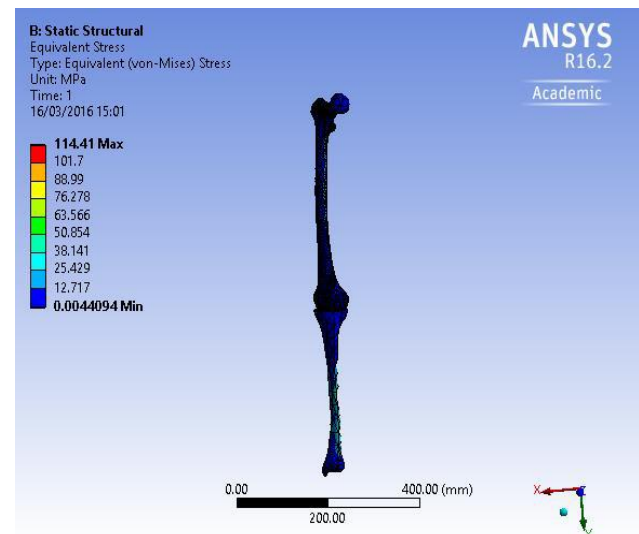 B: Static Structural
Equivalent Stress
Type: Equivalent (von-Mises) Stress
Unit: MPa
Time: 1
16/03/2016 15:01
114.41 Max
101.7
88.99
76.278
63.566
50.854
38.141
25.429
12.717
0.0044094 Min
ANSYS
R16.2
Academic
0.00 400.00 (mm)
200.00
X